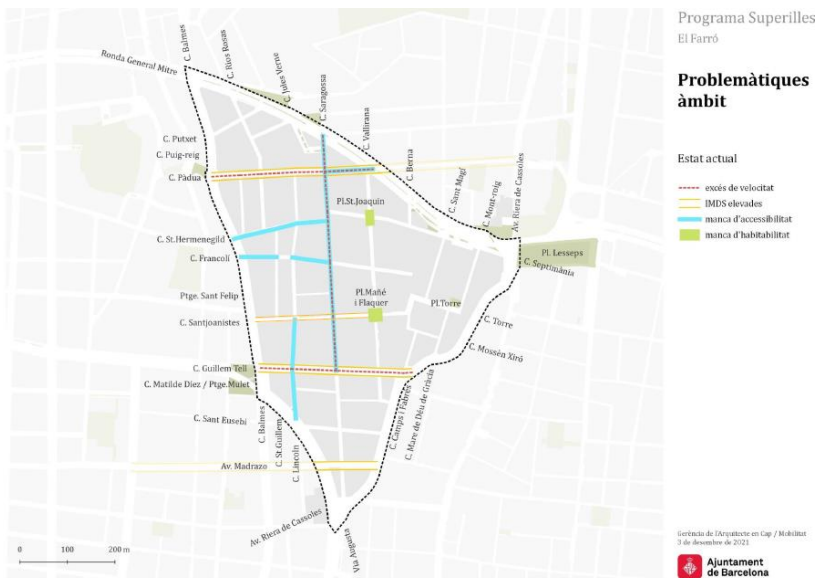 Programa Superilles
El Farró
Problemàtiques
àmbit
Estat actual
excés de velocitat
IMDS elevades
manca d'accessibilitat
manca d'habitabilitat
C. Balmes
C. Ríos Rosas
Ronda General Mitre
C. Jules Verne
C. Saragossa
C. Vallirana
C. Putxet
C. Puig-reig
C. Pàdua
C. Berna
C. Sant Magí
C. Mont-roig
Av. Riera de Cassoles
Pl.St.Joaquin
C. St.Hermenegild
C. Francolí
Pl. Lesseps
C. Septimània
Ptge. Sant Felip
Pl.Mañé
i Flaquer
Pl.Torre
C. Santjoanistes
C. Torre
C. Mossèn Xiró
C. Guillem Tell
C. Matilde Diez / Ptge.Mulet
C. Sant Eusebi
C. Balmes
C. St.Guillem
C. Lincoln
C. Camps i Fabres
C. Mare de Déu de Gràcia
Av. Madrazo
Av. Riera de Cassoles
Via Augusta
0 100 200 m
Gerència de l'Arquitecte en Cap / Mobilitat
3 de desembre de 2021
Ajuntament
de Barcelona